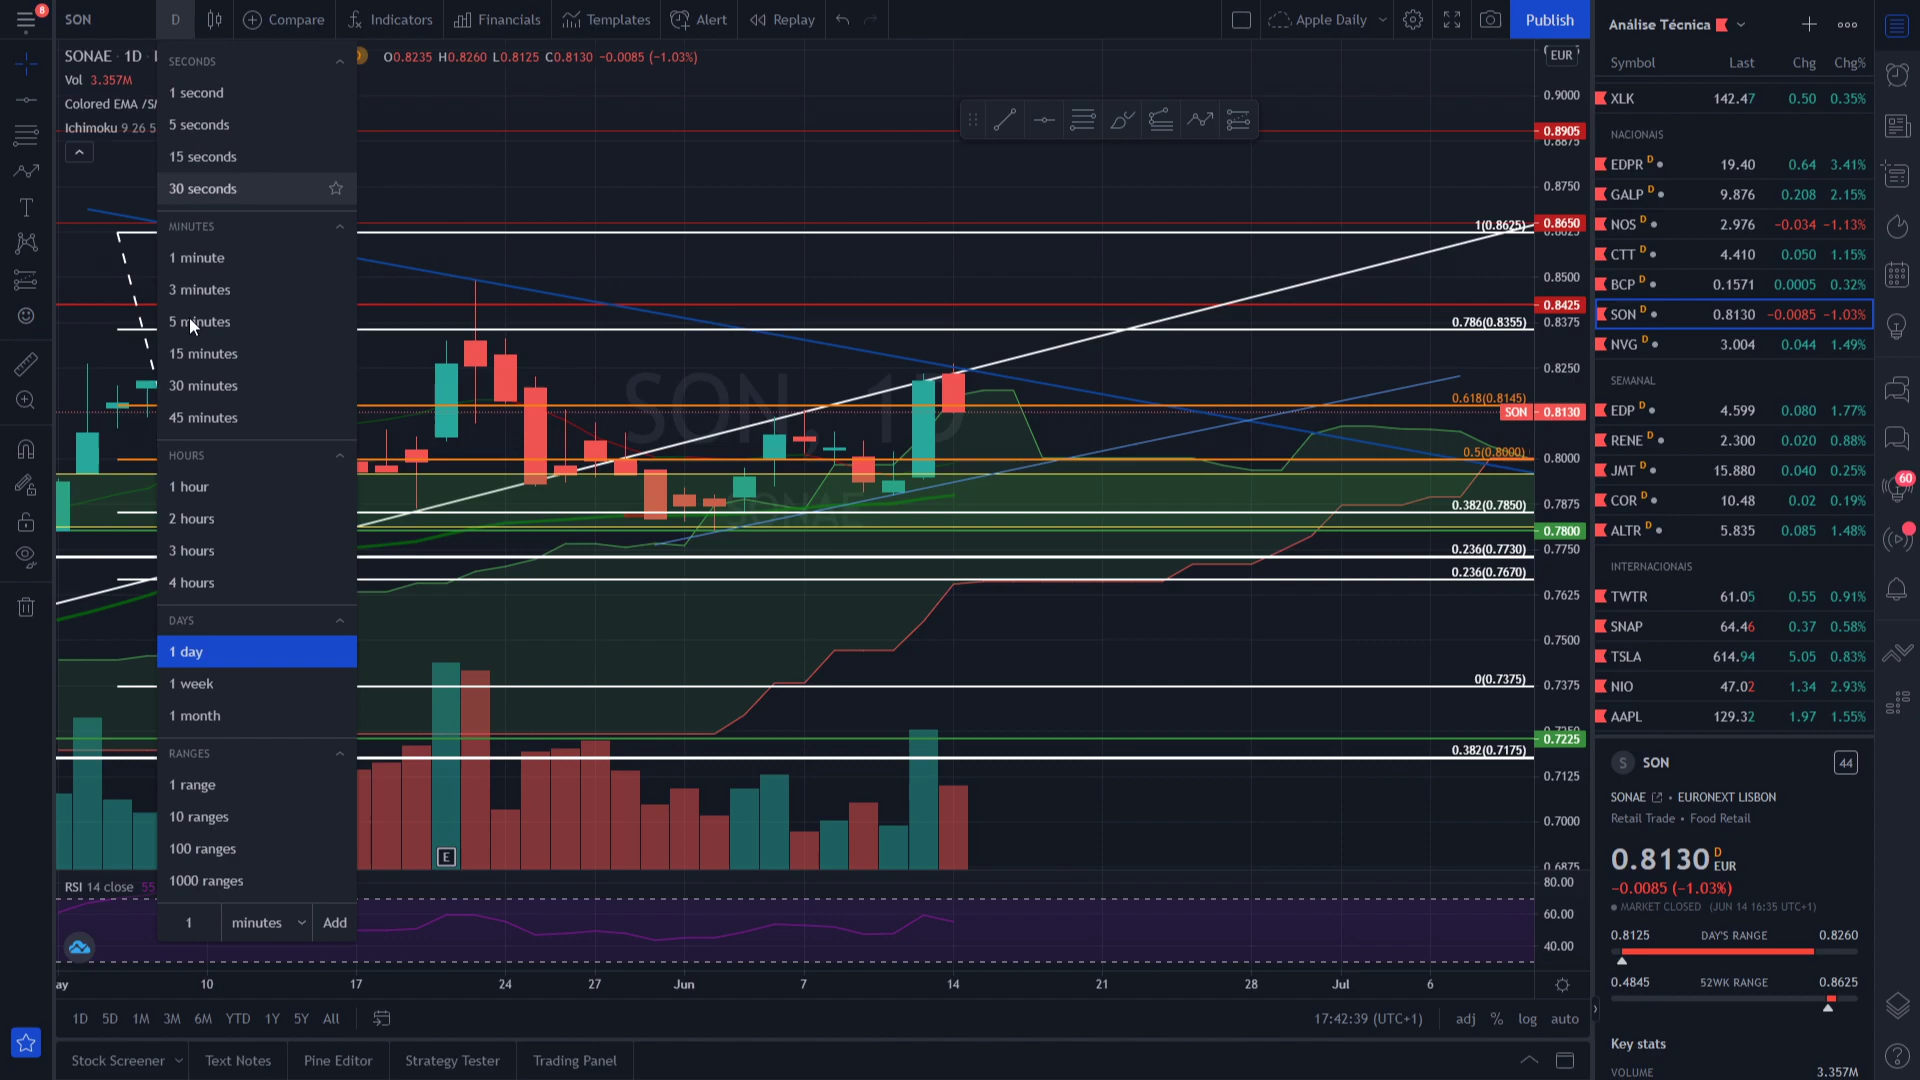 8
SON
D
Compare
Indicators
Financials
Templates
Alert
Replay
Apple Daily
Publish
SONAE · 1D
O0.8235 H0.8260 L0.8125 C0.8130 −0.0085 (−1.03%)
Vol 3.357M
Colored EMA /S
Ichimoku 9 26 5
SECONDS
1 second
5 seconds
15 seconds
30 seconds
MINUTES
1 minute
3 minutes
5 minutes
15 minutes
30 minutes
45 minutes
HOURS
1 hour
2 hours
3 hours
4 hours
DAYS
1 day
1 week
1 month
RANGES
1 range
10 ranges
100 ranges
1000 ranges
1 minutes Add
SON, 1D
SONAE
1(0.8625)
0.786(0.8355)
0.618(0.8145)
0.5(0.8000)
0.382(0.7850)
0.236(0.7730)
0.236(0.7670)
0(0.7375)
0.382(0.7175)
E
EUR
0.9000
0.8905
0.8875
0.8750
0.8650
0.8625
0.8500
0.8425
0.8375
0.8250
SON 0.8130
0.8000
0.7875
0.7800
0.7750
0.7625
0.7500
0.7375
0.7250
0.7225
0.7125
0.7000
0.6875
RSI 14 close 55
80.00
60.00
40.00
ay 10 17 24 27 Jun 7 14 21 28 Jul 6
1D 5D 1M 3M 6M YTD 1Y 5Y All
17:42:39 (UTC+1) adj % log auto
Stock Screener
Text Notes
Pine Editor
Strategy Tester
Trading Panel
Análise Técnica
Symbol Last Chg Chg%
XLK 142.47 0.50 0.35%
NACIONAIS
EDPR D 19.40 0.64 3.41%
GALP D 9.876 0.208 2.15%
NOS D 2.976 −0.034 −1.13%
CTT D 4.410 0.050 1.15%
BCP D 0.1571 0.0005 0.32%
SON D 0.8130 −0.0085 −1.03%
NVG D 3.004 0.044 1.49%
SEMANAL
EDP D 4.599 0.080 1.77%
RENE D 2.300 0.020 0.88%
JMT D 15.880 0.040 0.25%
COR D 10.48 0.02 0.19%
ALTR D 5.835 0.085 1.48%
INTERNACIONAIS
TWTR 61.05 0.55 0.91%
SNAP 64.46 0.37 0.58%
TSLA 614.94 5.05 0.83%
NIO 47.02 1.34 2.93%
AAPL 129.32 1.97 1.55%
S SON 44
SONAE • EURONEXT LISBON
Retail Trade • Food Retail
0.8130 D EUR
−0.0085 (−1.03%)
MARKET CLOSED (JUN 14 16:35 UTC+1)
0.8125 DAY'S RANGE 0.8260
0.4845 52WK RANGE 0.8625
Key stats
VOLUME 3.357M
60